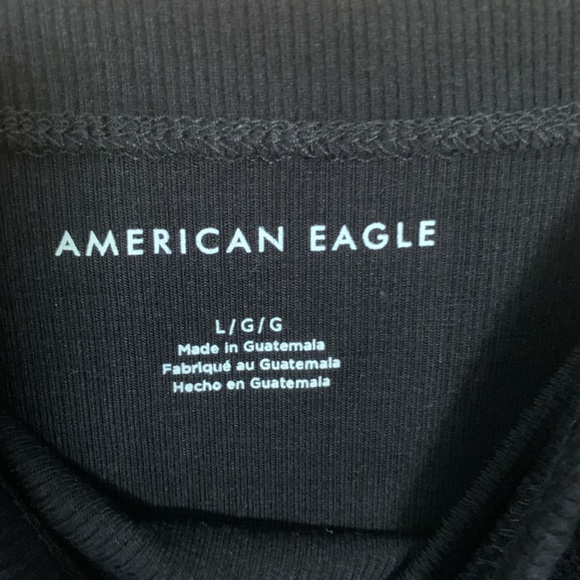 AMERICAN EAGLE
L/G/G
Made in Guatemala
Fabriqué au Guatemala
Hecho en Guatemala